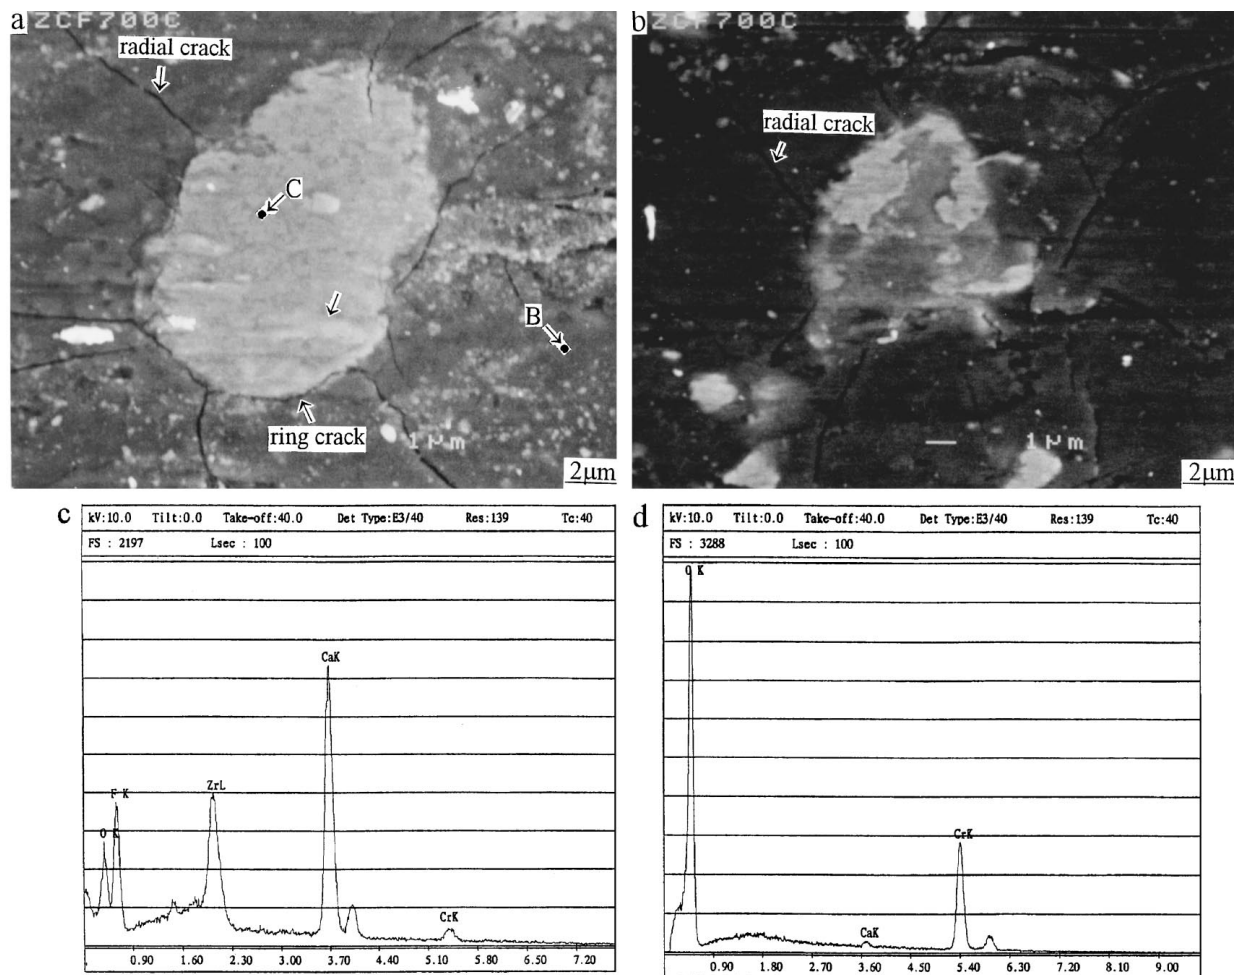 a
ZCF700C
radial crack
C
B
ring crack
1 μm
2μm
b
ZCF700C
radial crack
1 μm
2μm
c
kV:10.0 Tilt:0.0 Take-off:40.0 Det Type:E3/40 Res:139 Tc:40
FS : 2197 Lsec : 100
CaK
ZrL
F K
O K
CrK
0.90 1.80 2.70 2.30 3.00 3.70 4.40 5.10 5.80 6.50 7.20
d
kV:10.0 Tilt:0.0 Take-off:40.0 Det Type:E3/40 Res:139 Tc:40
FS : 3288 Lsec : 100
O K
CrK
CaK
0.90 1.80 2.70 3.60 4.50 5.40 6.30 7.20 8.10 9.00